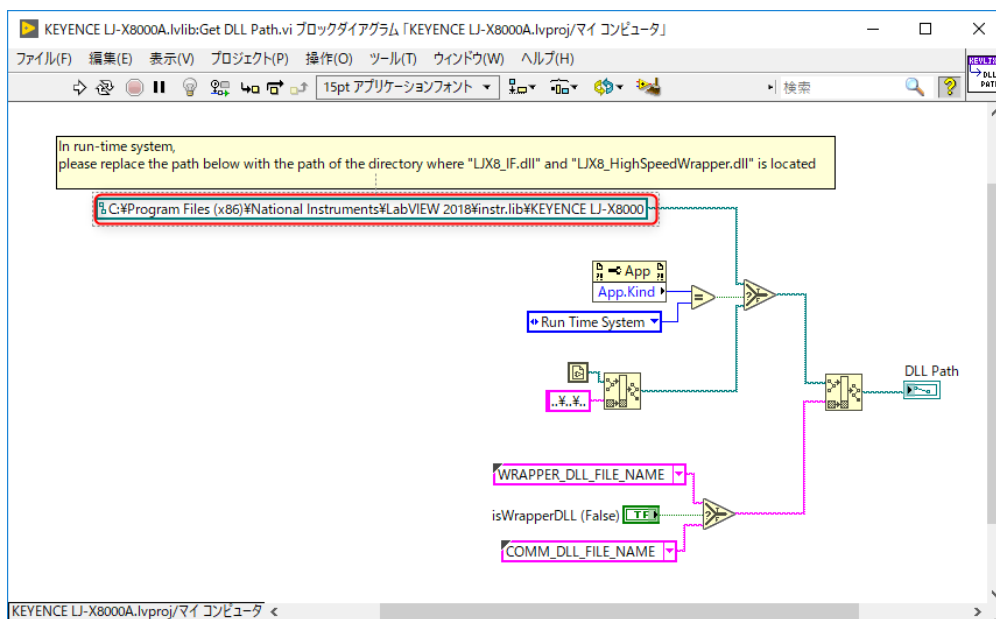 KEYENCE LJ-X8000A.lvlib:Get DLL Path.vi ブロックダイアグラム「KEYENCE LJ-X8000A.lvproj/マイ コンピュータ」
ファイル(F) 編集(E) 表示(V) プロジェクト(P) 操作(O) ツール(T) ウィンドウ(W) ヘルプ(H)
15pt アプリケーションフォント
検索
KEVLJX
DLL
PATH
In run-time system,
please replace the path below with the path of the directory where "LJX8_IF.dll" and "LJX8_HighSpeedWrapper.dll" is located
C:¥Program Files (x86)¥National Instruments¥LabVIEW 2018¥instr.lib¥KEYENCE LJ-X8000
App
App.Kind
Run Time System
..¥..¥..
DLL Path
WRAPPER_DLL_FILE_NAME
isWrapperDLL (False)
TF
COMM_DLL_FILE_NAME
KEYENCE LJ-X8000A.lvproj/マイ コンピュータ